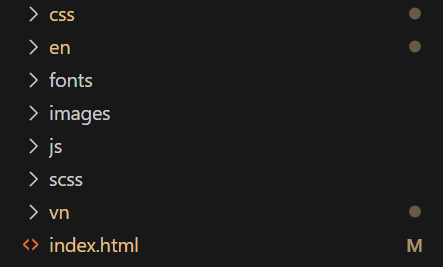 css
en
fonts
images
js
scss
vn
index.html M